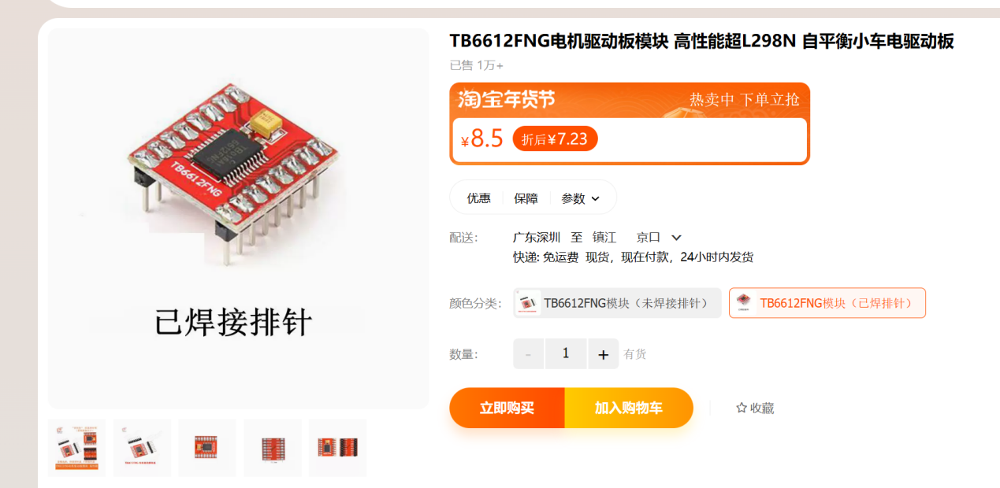 TB6612FNG电机驱动板模块 高性能超L298N 自平衡小车电驱动板
已售 1万+
淘宝年货节
热卖中 下单立抢
¥8.5 折后¥7.23
优惠 保障 参数
配送: 广东深圳 至 镇江 京口
快递: 免运费 现货，现在付款，24小时内发货
颜色分类: TB6612FNG模块（未焊接排针） TB6612FNG模块（已焊排针）
数量: - 1 + 有货
立即购买 加入购物车 收藏
TB6612FNG
已焊接排针